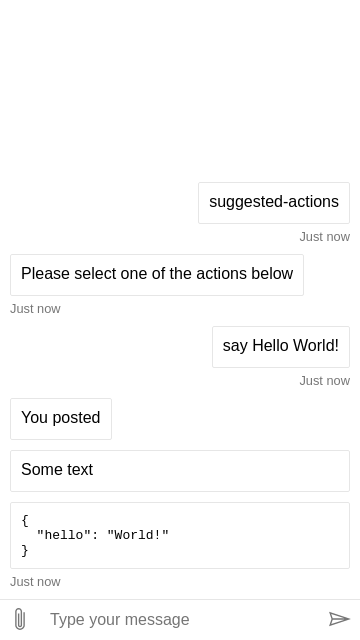 suggested-actions
Just now
Please select one of the actions below
Just now
say Hello World!
Just now
You posted
Some text
{
  "hello": "World!"
}
Just now
Type your message